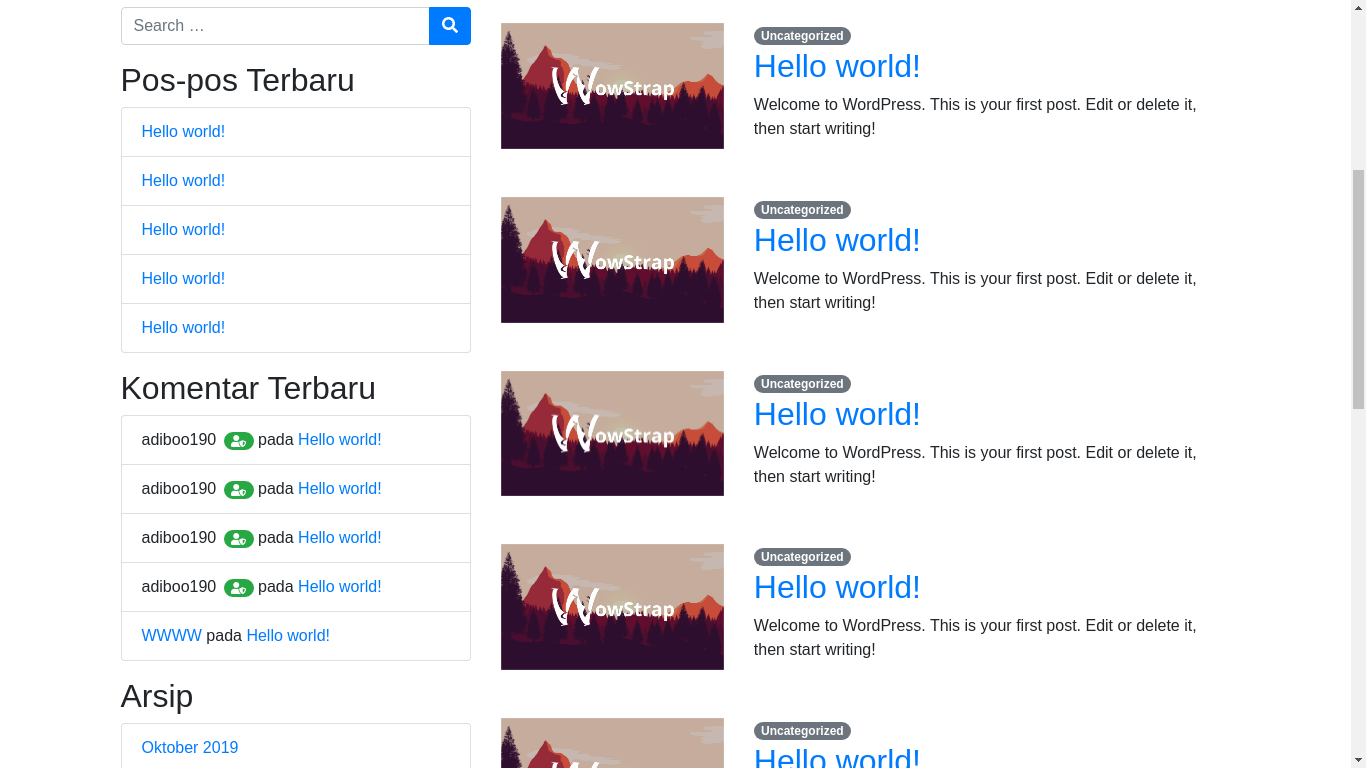 Search …
Pos-pos Terbaru
Hello world!
Hello world!
Hello world!
Hello world!
Hello world!
Komentar Terbaru
adiboo190 pada Hello world!
adiboo190 pada Hello world!
adiboo190 pada Hello world!
adiboo190 pada Hello world!
WWWW pada Hello world!
Arsip
Oktober 2019
WowStrap
Uncategorized
Hello world!
Welcome to WordPress. This is your first post. Edit or delete it,
then start writing!
WowStrap
Uncategorized
Hello world!
Welcome to WordPress. This is your first post. Edit or delete it,
then start writing!
WowStrap
Uncategorized
Hello world!
Welcome to WordPress. This is your first post. Edit or delete it,
then start writing!
WowStrap
Uncategorized
Hello world!
Welcome to WordPress. This is your first post. Edit or delete it,
then start writing!
Uncategorized
Hello world!